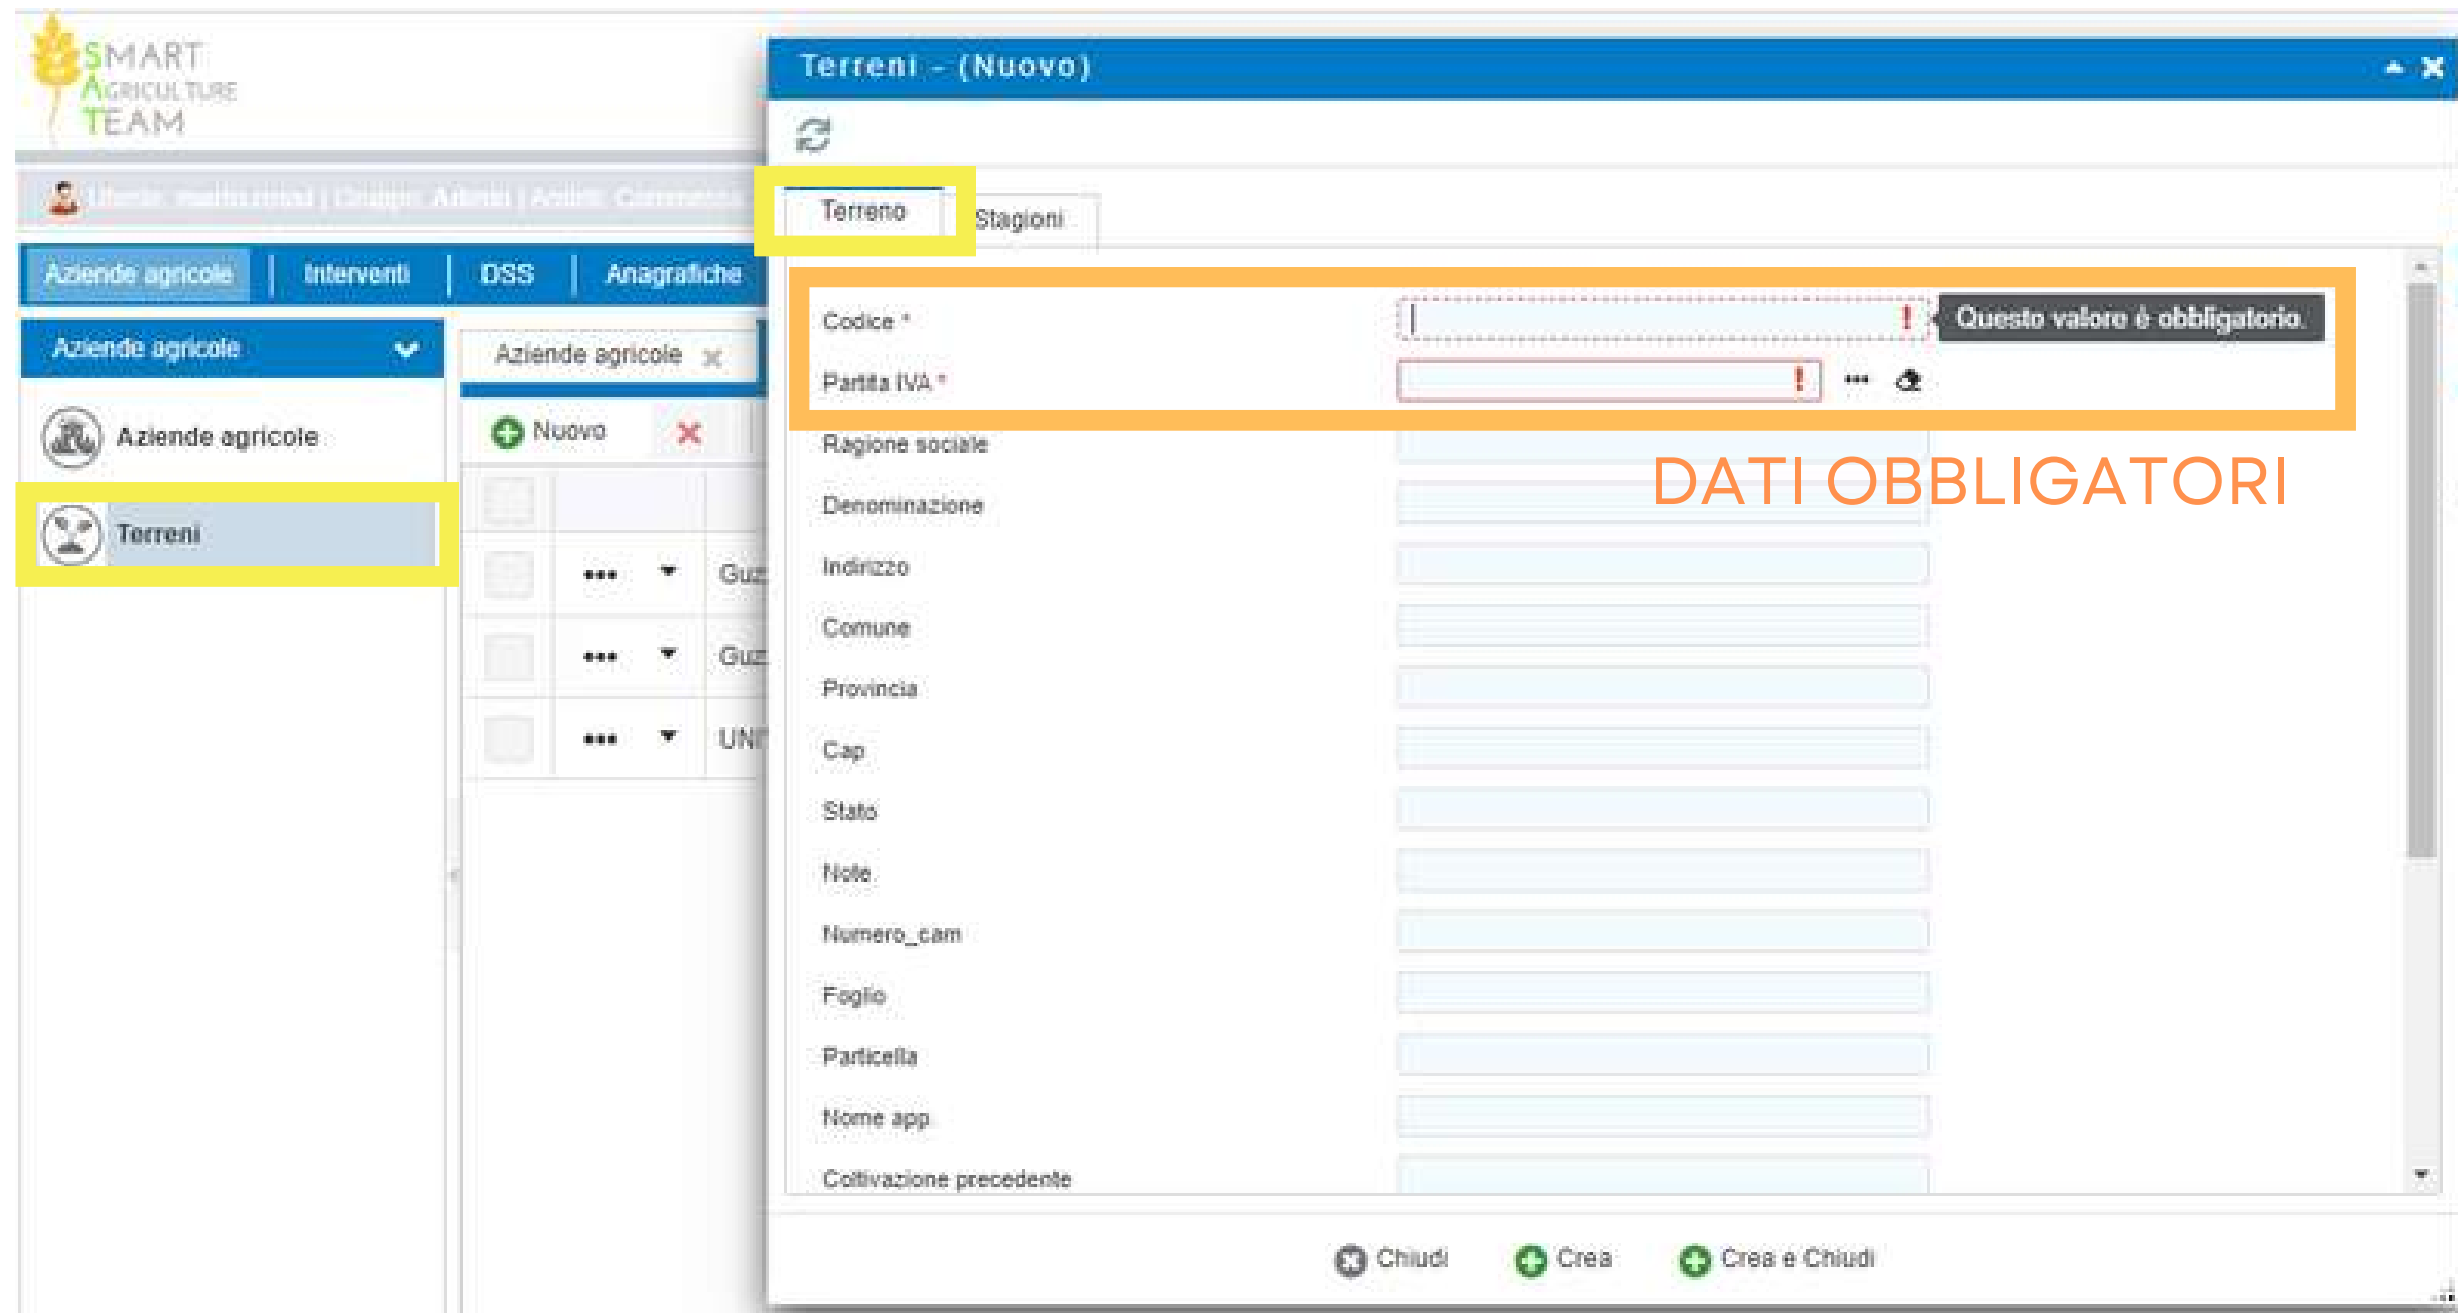 SMART
AGRICULTURE
TEAM
Aziende agricole
Interventi
DSS
Anagrafiche
Aziende agricole
Aziende agricole
Terreni
Aziende agricole
Nuovo
Terreni - (Nuovo)
Terreno
Stagioni
Codice *
Questo valore è obbligatorio.
Partita IVA *
Ragione sociale
DATI OBBLIGATORI
Denominazione
Indirizzo
Comune
Provincia
Cap
Stato
Note
Numero_cam
Foglio
Particella
Nome app
Coltivazione precedente
Chiudi
Crea
Crea e Chiudi